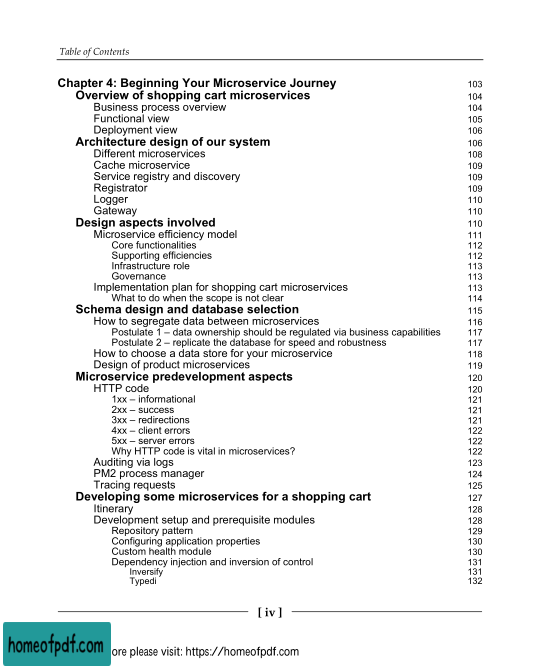 Table of Contents
Chapter 4: Beginning Your Microservice Journey 103
Overview of shopping cart microservices 104
Business process overview 104
Functional view 105
Deployment view 106
Architecture design of our system 106
Different microservices 108
Cache microservice 109
Service registry and discovery 109
Registrator 109
Logger 110
Gateway 110
Design aspects involved 110
Microservice efficiency model 111
Core functionalities 112
Supporting efficiencies 112
Infrastructure role 113
Governance 113
Implementation plan for shopping cart microservices 113
What to do when the scope is not clear 114
Schema design and database selection 115
How to segregate data between microservices 116
Postulate 1 – data ownership should be regulated via business capabilities 117
Postulate 2 – replicate the database for speed and robustness 117
How to choose a data store for your microservice 118
Design of product microservices 119
Microservice predevelopment aspects 120
HTTP code 120
1xx – informational 121
2xx – success 121
3xx – redirections 121
4xx – client errors 122
5xx – server errors 122
Why HTTP code is vital in microservices? 122
Auditing via logs 123
PM2 process manager 124
Tracing requests 125
Developing some microservices for a shopping cart 127
Itinerary 128
Development setup and prerequisite modules 128
Repository pattern 129
Configuring application properties 130
Custom health module 130
Dependency injection and inversion of control 131
Inversify 131
Typedi 132
[ iv ]
homeofpdf.com
ore please visit: https://homeofpdf.com